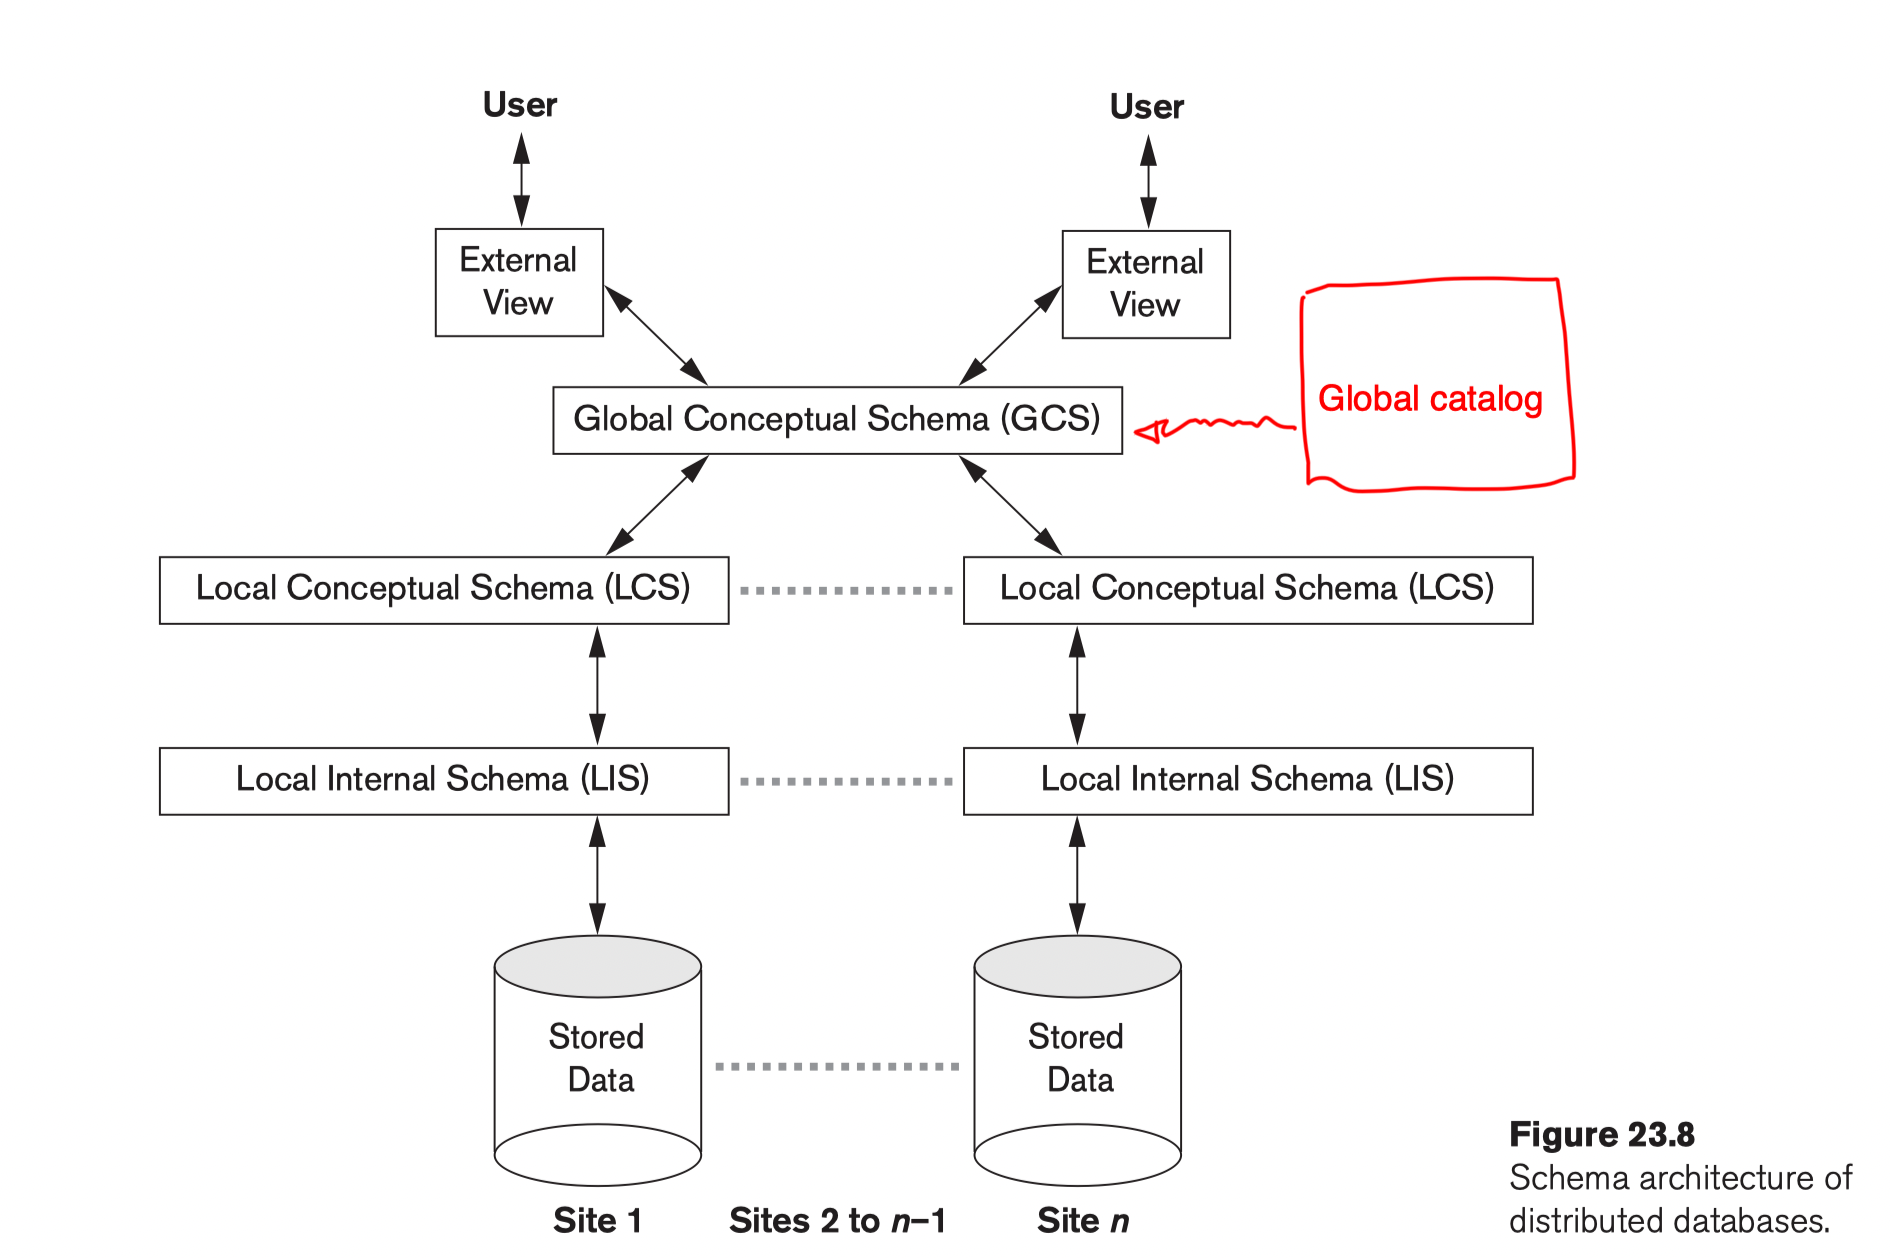 User
User
External
View
External
View
Global Conceptual Schema (GCS)
Global catalog
Local Conceptual Schema (LCS)
Local Conceptual Schema (LCS)
Local Internal Schema (LIS)
Local Internal Schema (LIS)
Stored
Data
Stored
Data
Site 1
Sites 2 to n–1
Site n
Figure 23.8
Schema architecture of
distributed databases.